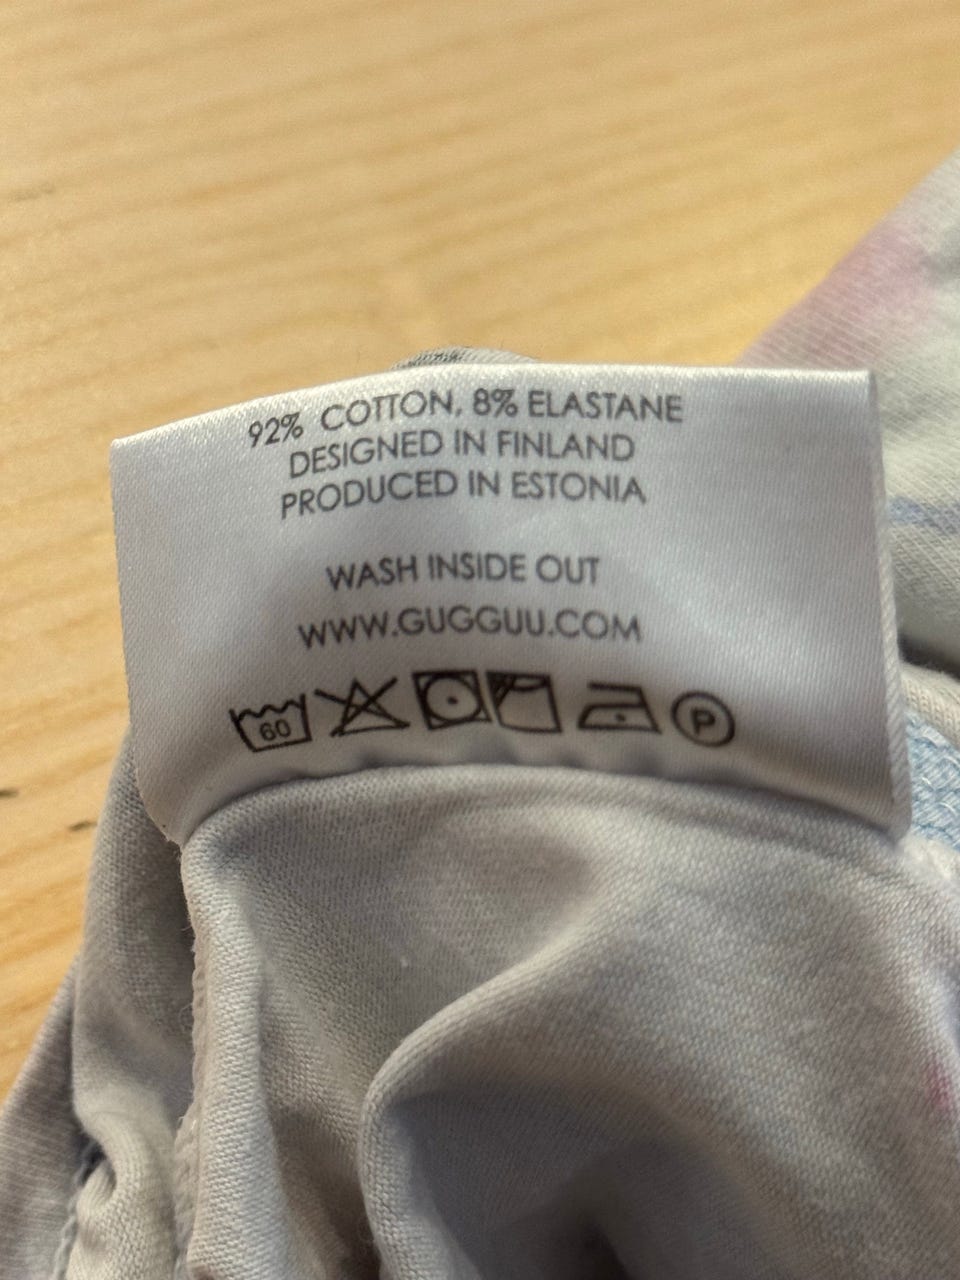 92% COTTON, 8% ELASTANE
DESIGNED IN FINLAND
PRODUCED IN ESTONIA
WASH INSIDE OUT
WWW.GUGGUU.COM
60 P